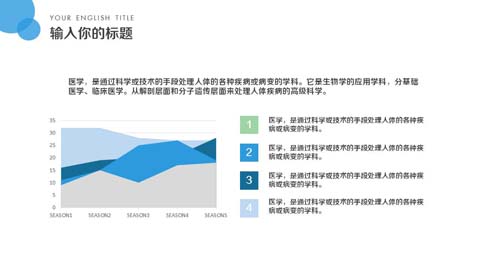 YOUR ENGLISH TITLE
输入你的标题
医学，是通过科学或技术的手段处理人体的各种疾病或病变的学科。它是生物学的应用学科，分基础
医学、临床医学。从解剖层面和分子遗传层面来处理人体疾病的高级科学。
35
30
25
20
15
10
5
0
SEASON1
SEASON2
SEASON3
SEASON4
SEASON5
1
医学，是通过科学或技术的手段对处理人体的各种疾
病或病变的学科。
2
医学，是通过科学或技术的手段对处理人体的各种疾
病或病变的学科。
3
医学，是通过科学或技术的手段对处理人体的各种疾
病或病变的学科。
4
医学，是通过科学或技术的手段对处理人体的各种疾
病或病变的学科。